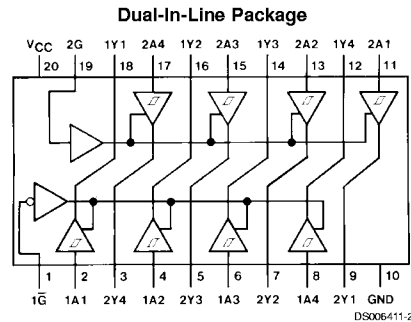 Dual-In-Line Package
VCC 2G 1Y1 2A4 1Y2 2A3 1Y3 2A2 1Y4 2A1
20 19 18 17 16 15 14 13 12 11
1 2 3 4 5 6 7 8 9 10
1G̅ 1A1 2Y4 1A2 2Y3 1A3 2Y2 1A4 2Y1 GND
DS006411-2